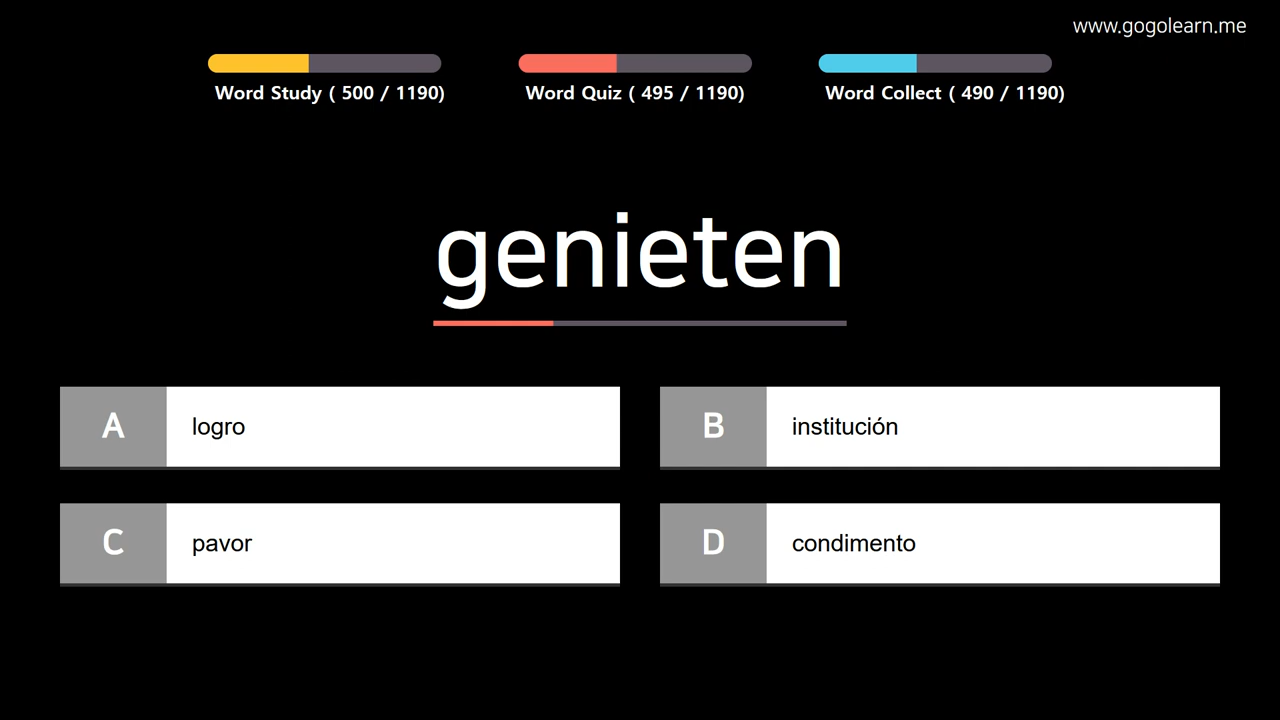 www.gogolearn.me
Word Study ( 500 / 1190)
Word Quiz ( 495 / 1190)
Word Collect ( 490 / 1190)
genieten
A
logro
B
institución
C
pavor
D
condimento